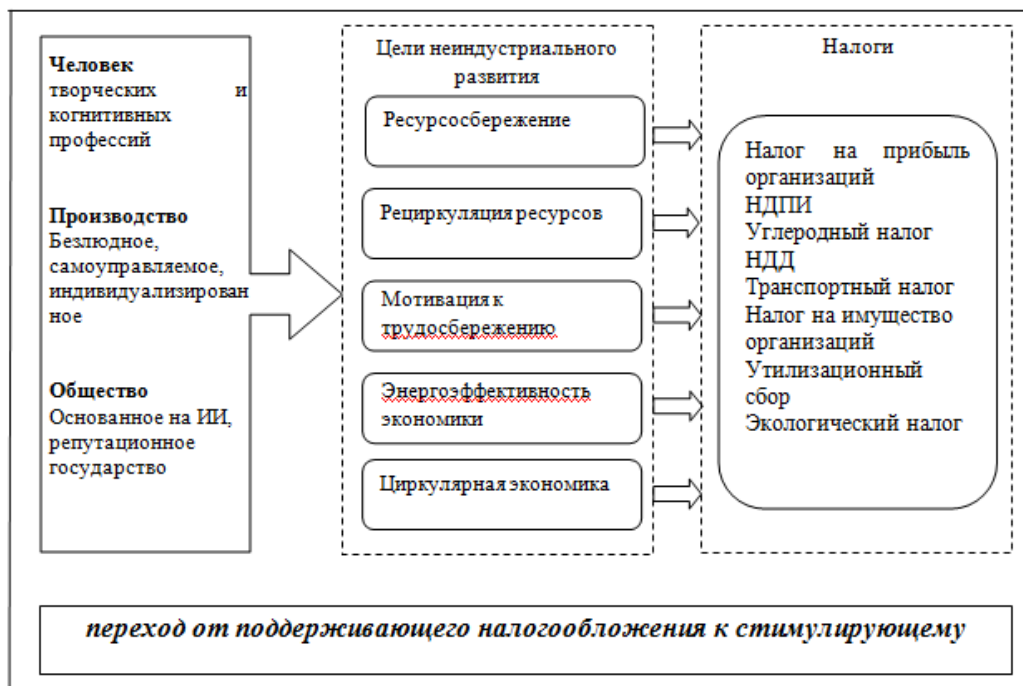 Человек
творческих и
когнитивных
профессий
Производство
Безлюдное,
самоуправляемое,
индивидуализирован
ное
Общество
Основанное на ИИ,
репутационное
государство
Цели неиндустриального
развития
Ресурсосбережение
Рециркуляция ресурсов
Мотивация к
трудосбережению
Энергоэффективность
экономики
Циркулярная экономика
Налоги
Налог на прибыль
организаций
НДПИ
Углеродный налог
НДД
Транспортный налог
Налог на имущество
организаций
Утилизационный
сбор
Экологический налог
переход от поддерживающего налогообложения к стимулирующему